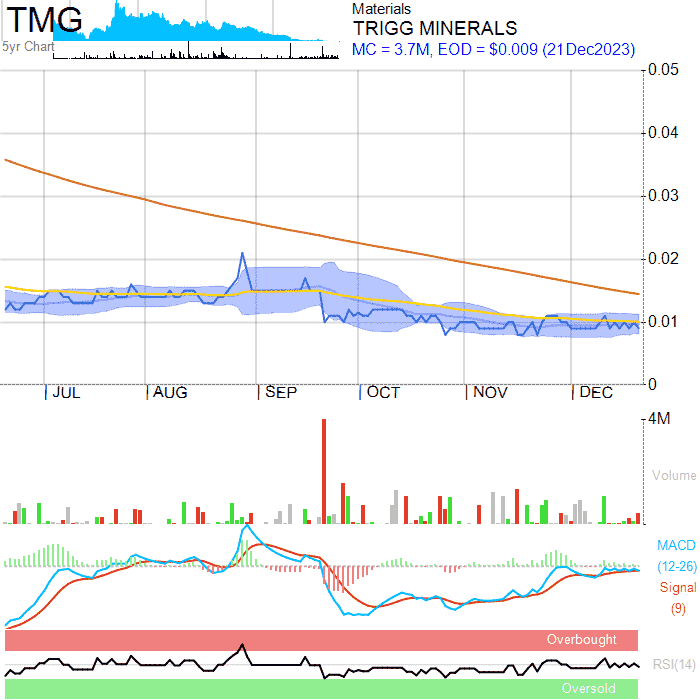 TMG
5yr Chart
Materials
TRIGG MINERALS
MC = 3.7M, EOD = $0.009 (21Dec2023)
0.05
0.04
0.03
0.02
0.01
0
JUL AUG SEP OCT NOV DEC
4M
Volume
MACD
(12-26)
Signal
(9)
Overbought
RSI(14)
Oversold